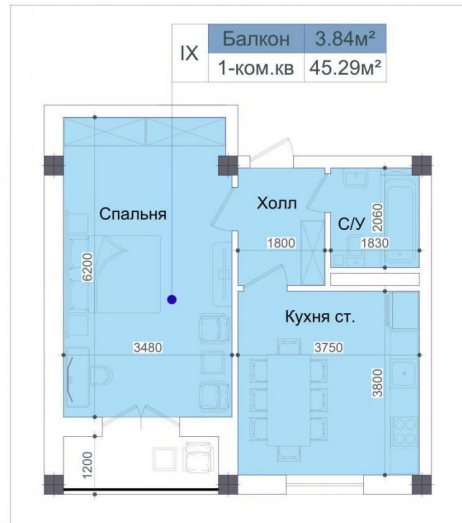 IX
Балкон 3.84м²
1-ком.кв 45.29м²
Спальня
Холл
С/У
2060
1800
1830
6200
Кухня ст.
3480
3750
3800
1200